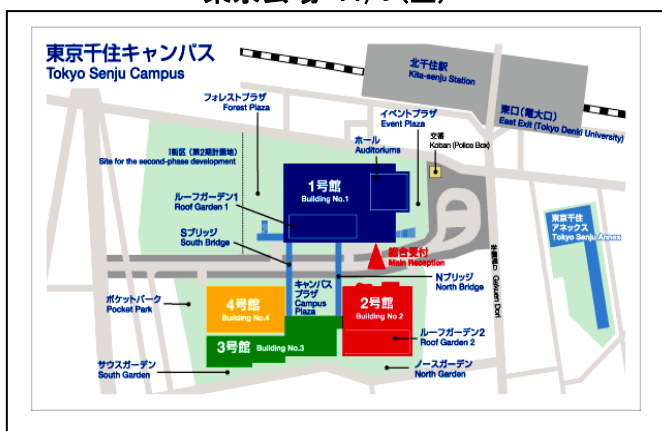 東京千住キャンパス
Tokyo Senju Campus
北千住駅
Kita-senju Station
フォレストプラザ
Forest Plaza
イベントプラザ
Event Plaza
東口(電大口)
East Exit (Tokyo Denki University)
ホール
Auditoriums
交番
Koban (Police Box)
1街区(第2期計画地)
Site for the second-phase development
1号館
Building No.1
ルーフガーデン1
Roof Garden 1
東京千住
アネックス
Tokyo Senju Annex
Sブリッジ
South Bridge
総合受付
Main Reception
Gakuen Dori
キャンパス
プラザ
Campus
Plaza
Nブリッジ
North Bridge
ポケットパーク
Pocket Park
4号館
Building No.4
2号館
Building No.2
3号館 Building No.3
ルーフガーデン2
Roof Garden 2
サウスガーデン
South Garden
ノースガーデン
North Garden